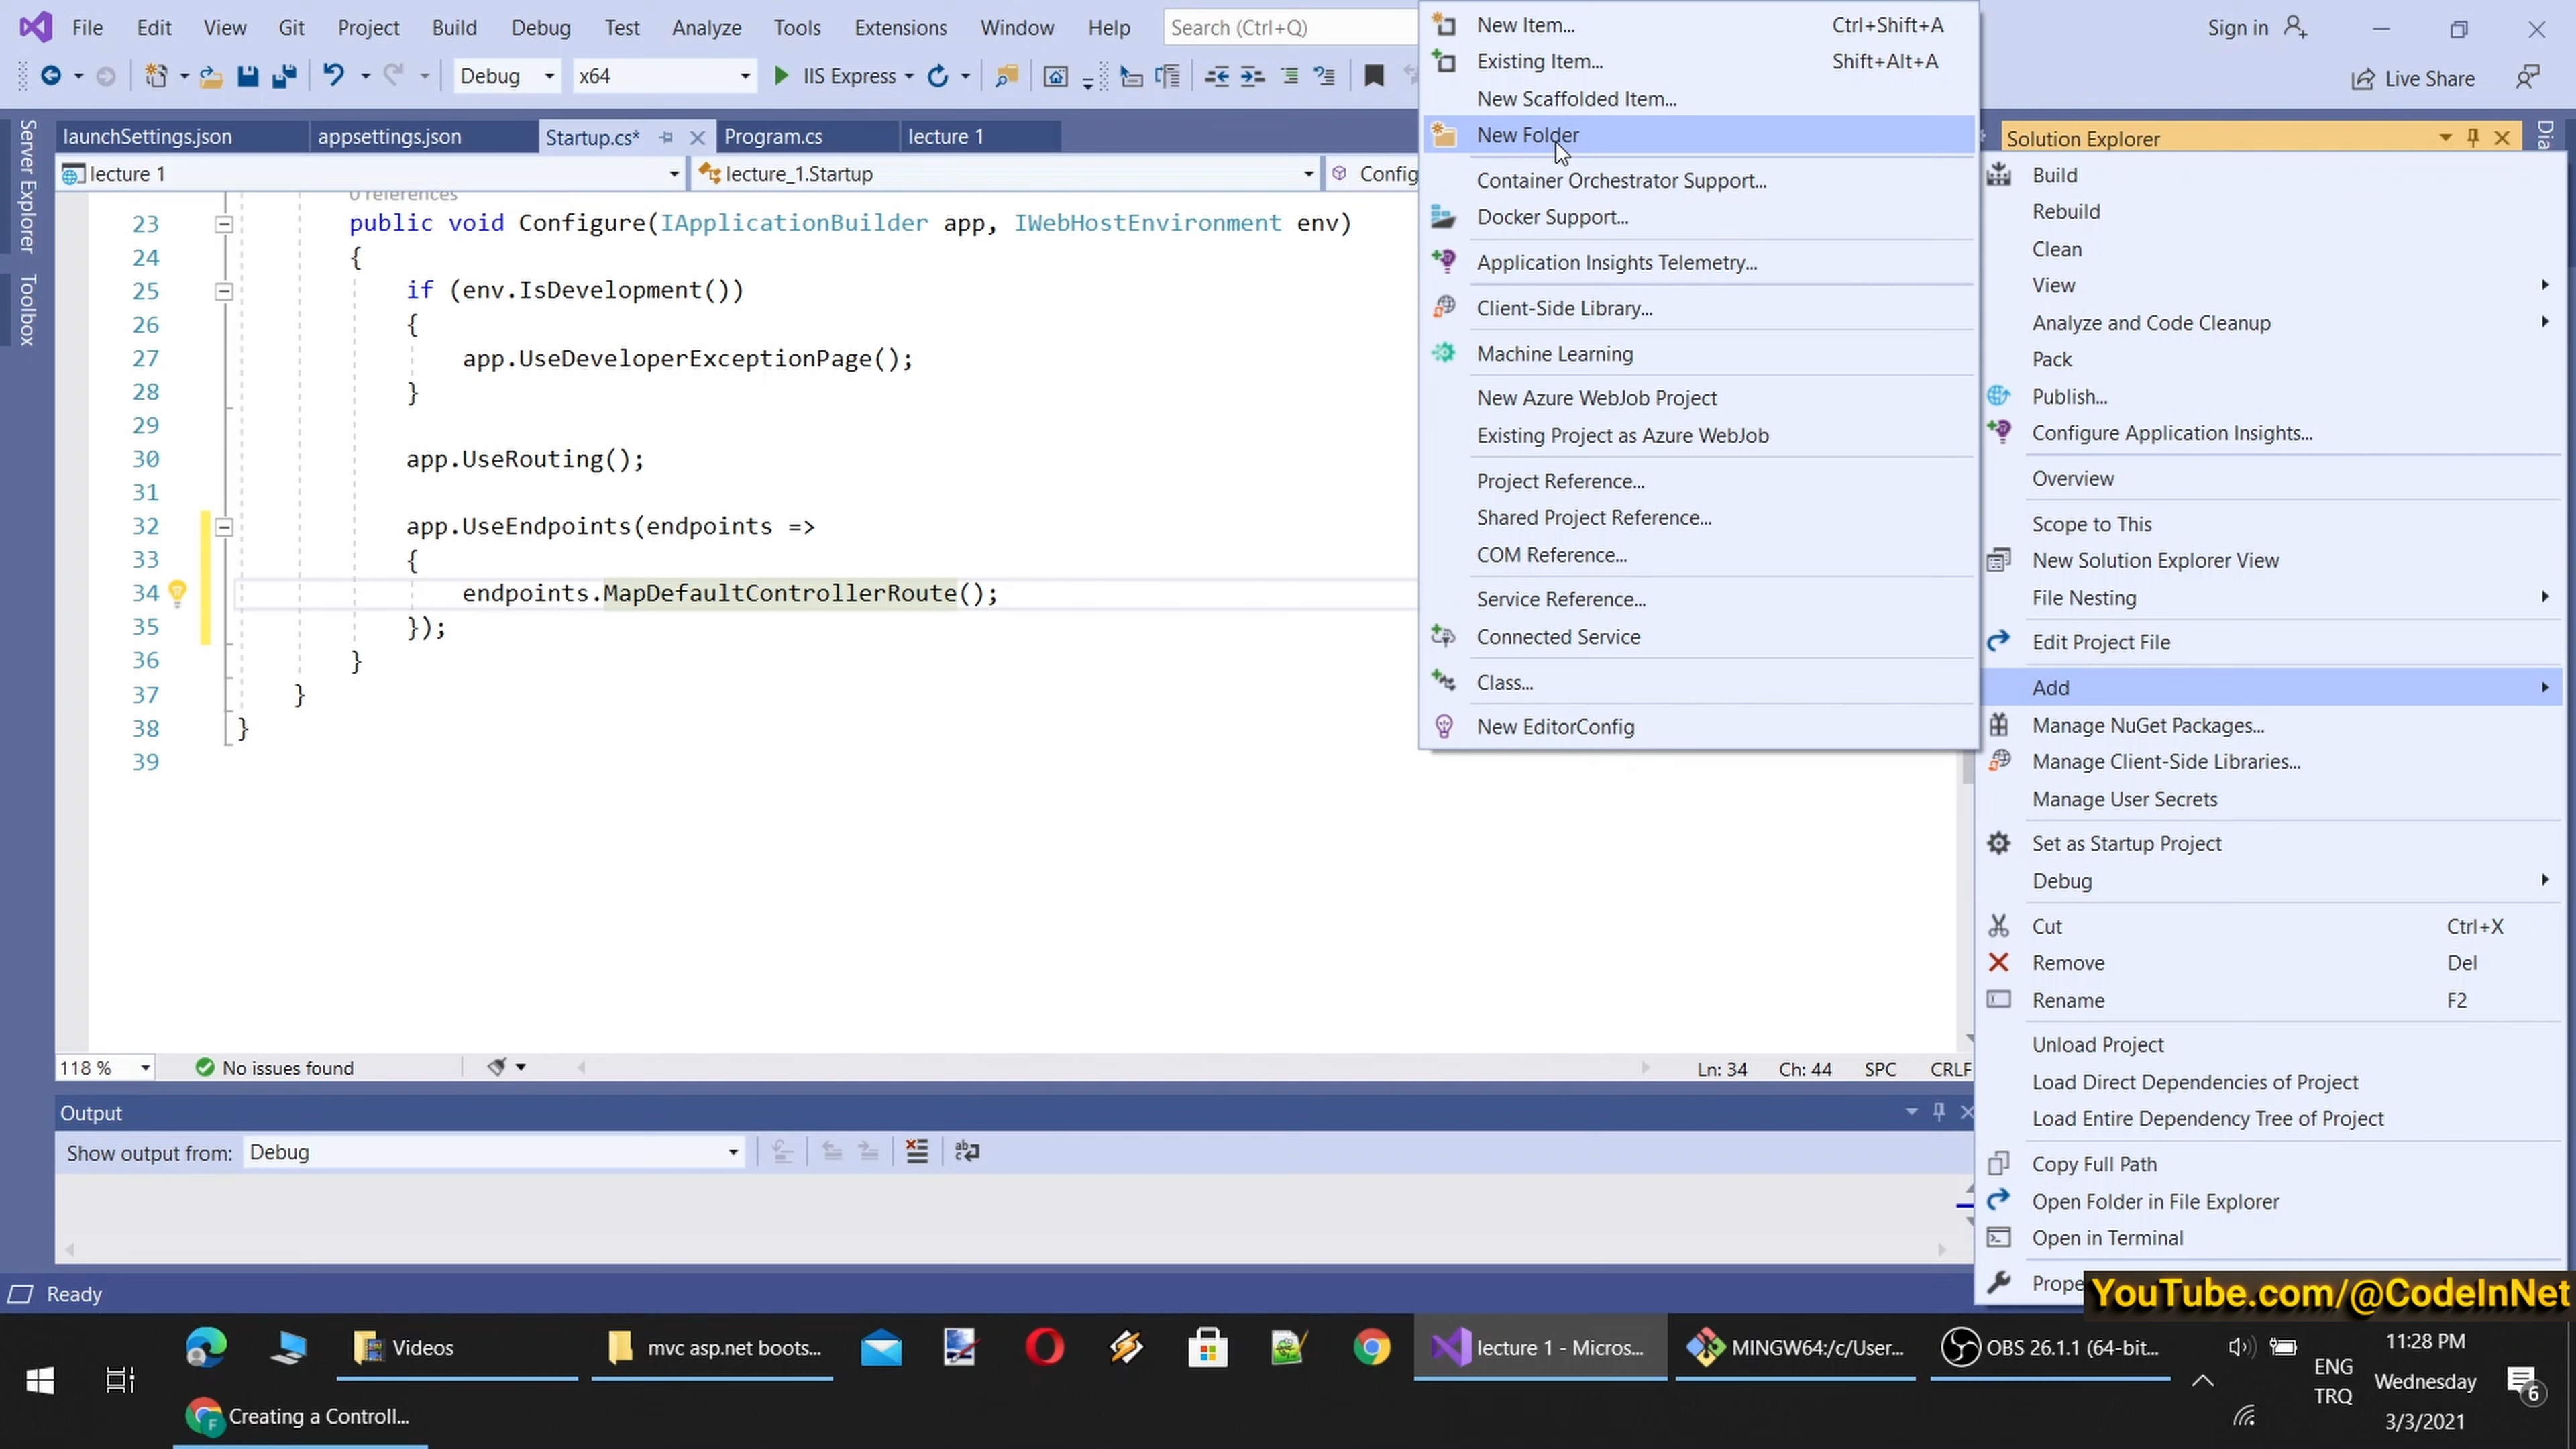 File Edit View Git Project Build Debug Test Analyze Tools Extensions Window Help Search (Ctrl+Q)
Sign in
Debug x64 IIS Express
Live Share
launchSettings.json appsettings.json Startup.cs* Program.cs lecture 1
lecture 1 lecture_1.Startup Config
Server Explorer
Toolbox
0 references
23 public void Configure(IApplicationBuilder app, IWebHostEnvironment env)
24 {
25 if (env.IsDevelopment())
26 {
27 app.UseDeveloperExceptionPage();
28 }
29
30 app.UseRouting();
31
32 app.UseEndpoints(endpoints =>
33 {
34 endpoints.MapDefaultControllerRoute();
35 });
36 }
37 }
38 }
39
118 % No issues found Ln: 34 Ch: 44 SPC CRLF
Output
Show output from: Debug
Ready
New Item... Ctrl+Shift+A
Existing Item... Shift+Alt+A
New Scaffolded Item...
New Folder
Container Orchestrator Support...
Docker Support...
Application Insights Telemetry...
Client-Side Library...
Machine Learning
New Azure WebJob Project
Existing Project as Azure WebJob
Project Reference...
Shared Project Reference...
COM Reference...
Service Reference...
Connected Service
Class...
New EditorConfig
Solution Explorer
Build
Rebuild
Clean
View
Analyze and Code Cleanup
Pack
Publish...
Configure Application Insights...
Overview
Scope to This
New Solution Explorer View
File Nesting
Edit Project File
Add
Manage NuGet Packages...
Manage Client-Side Libraries...
Manage User Secrets
Set as Startup Project
Debug
Cut Ctrl+X
Remove Del
Rename F2
Unload Project
Load Direct Dependencies of Project
Load Entire Dependency Tree of Project
Copy Full Path
Open Folder in File Explorer
Open in Terminal
YouTube.com/@CodeInNet
Videos mvc asp.net boots... lecture 1 - Micros... MINGW64:/c/User... OBS 26.1.1 (64-bit...
Creating a Controll...
ENG
TRQ
11:28 PM
Wednesday
3/3/2021
6